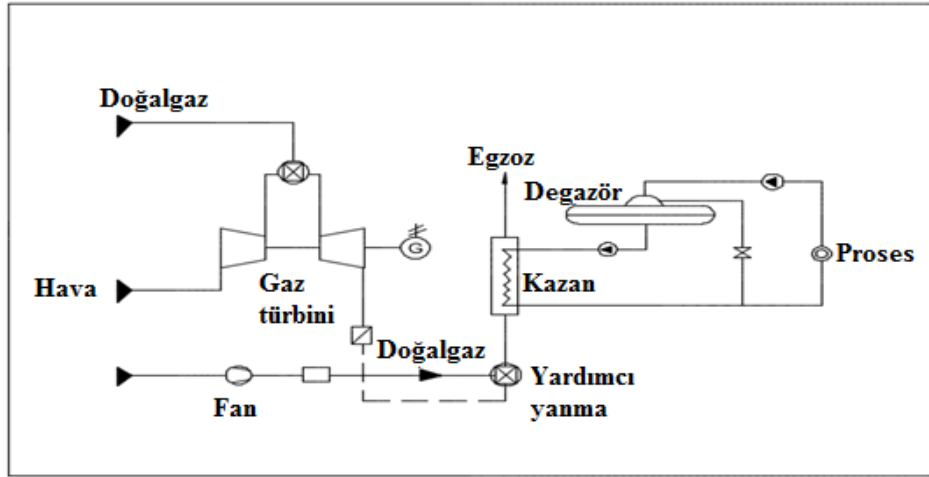 Doğalgaz
Egzoz
Degazör
G
Proses
Hava
Gaz
türbini
Kazan
Doğalgaz
Fan
Yardımcı
yanma